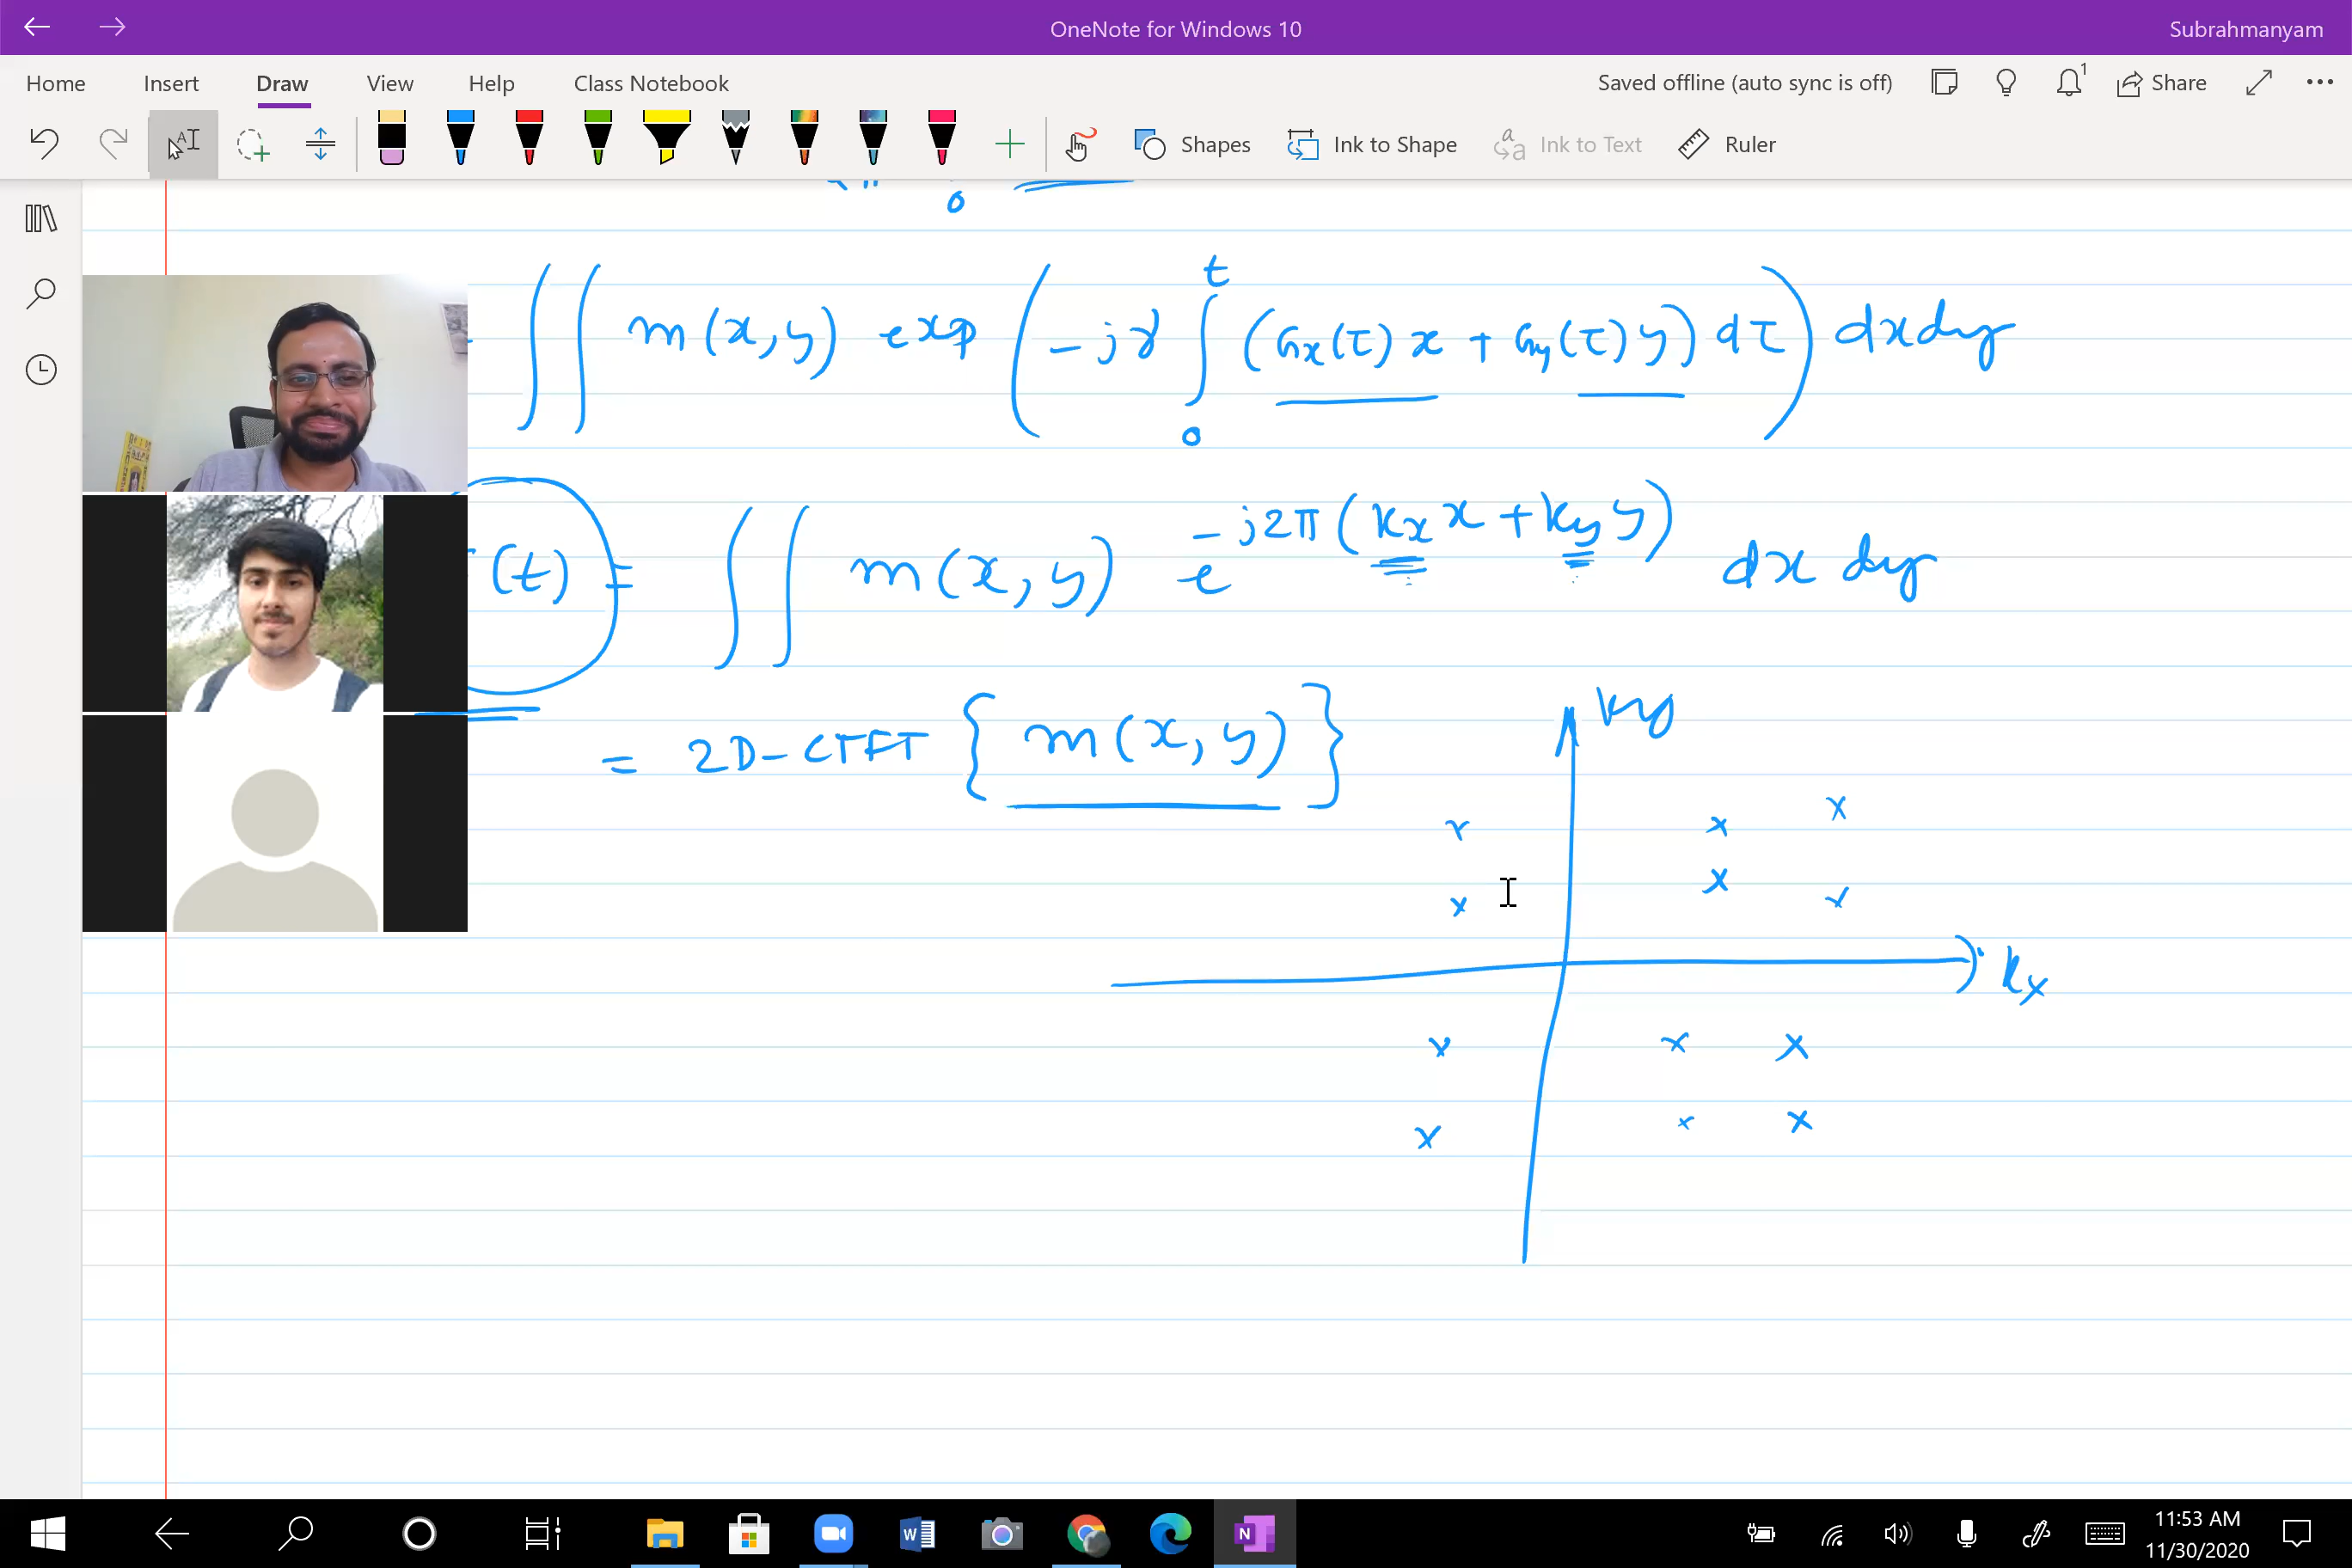 OneNote for Windows 10
Subrahmanyam
Home Insert Draw View Help Class Notebook
Saved offline (auto sync is off) 1 Share
Shapes Ink to Shape Ink to Text Ruler
0
∫∫ m(x,y) exp(-jγ ∫₀ᵗ (Gx(τ)x + Gy(τ)y)dτ) dxdy
(t) = ∫∫ m(x,y) e^{-j2π(kx x + ky y)} dx dy
= 2D-CTFT { m(x,y) }
ky
kx
11:53 AM
11/30/2020